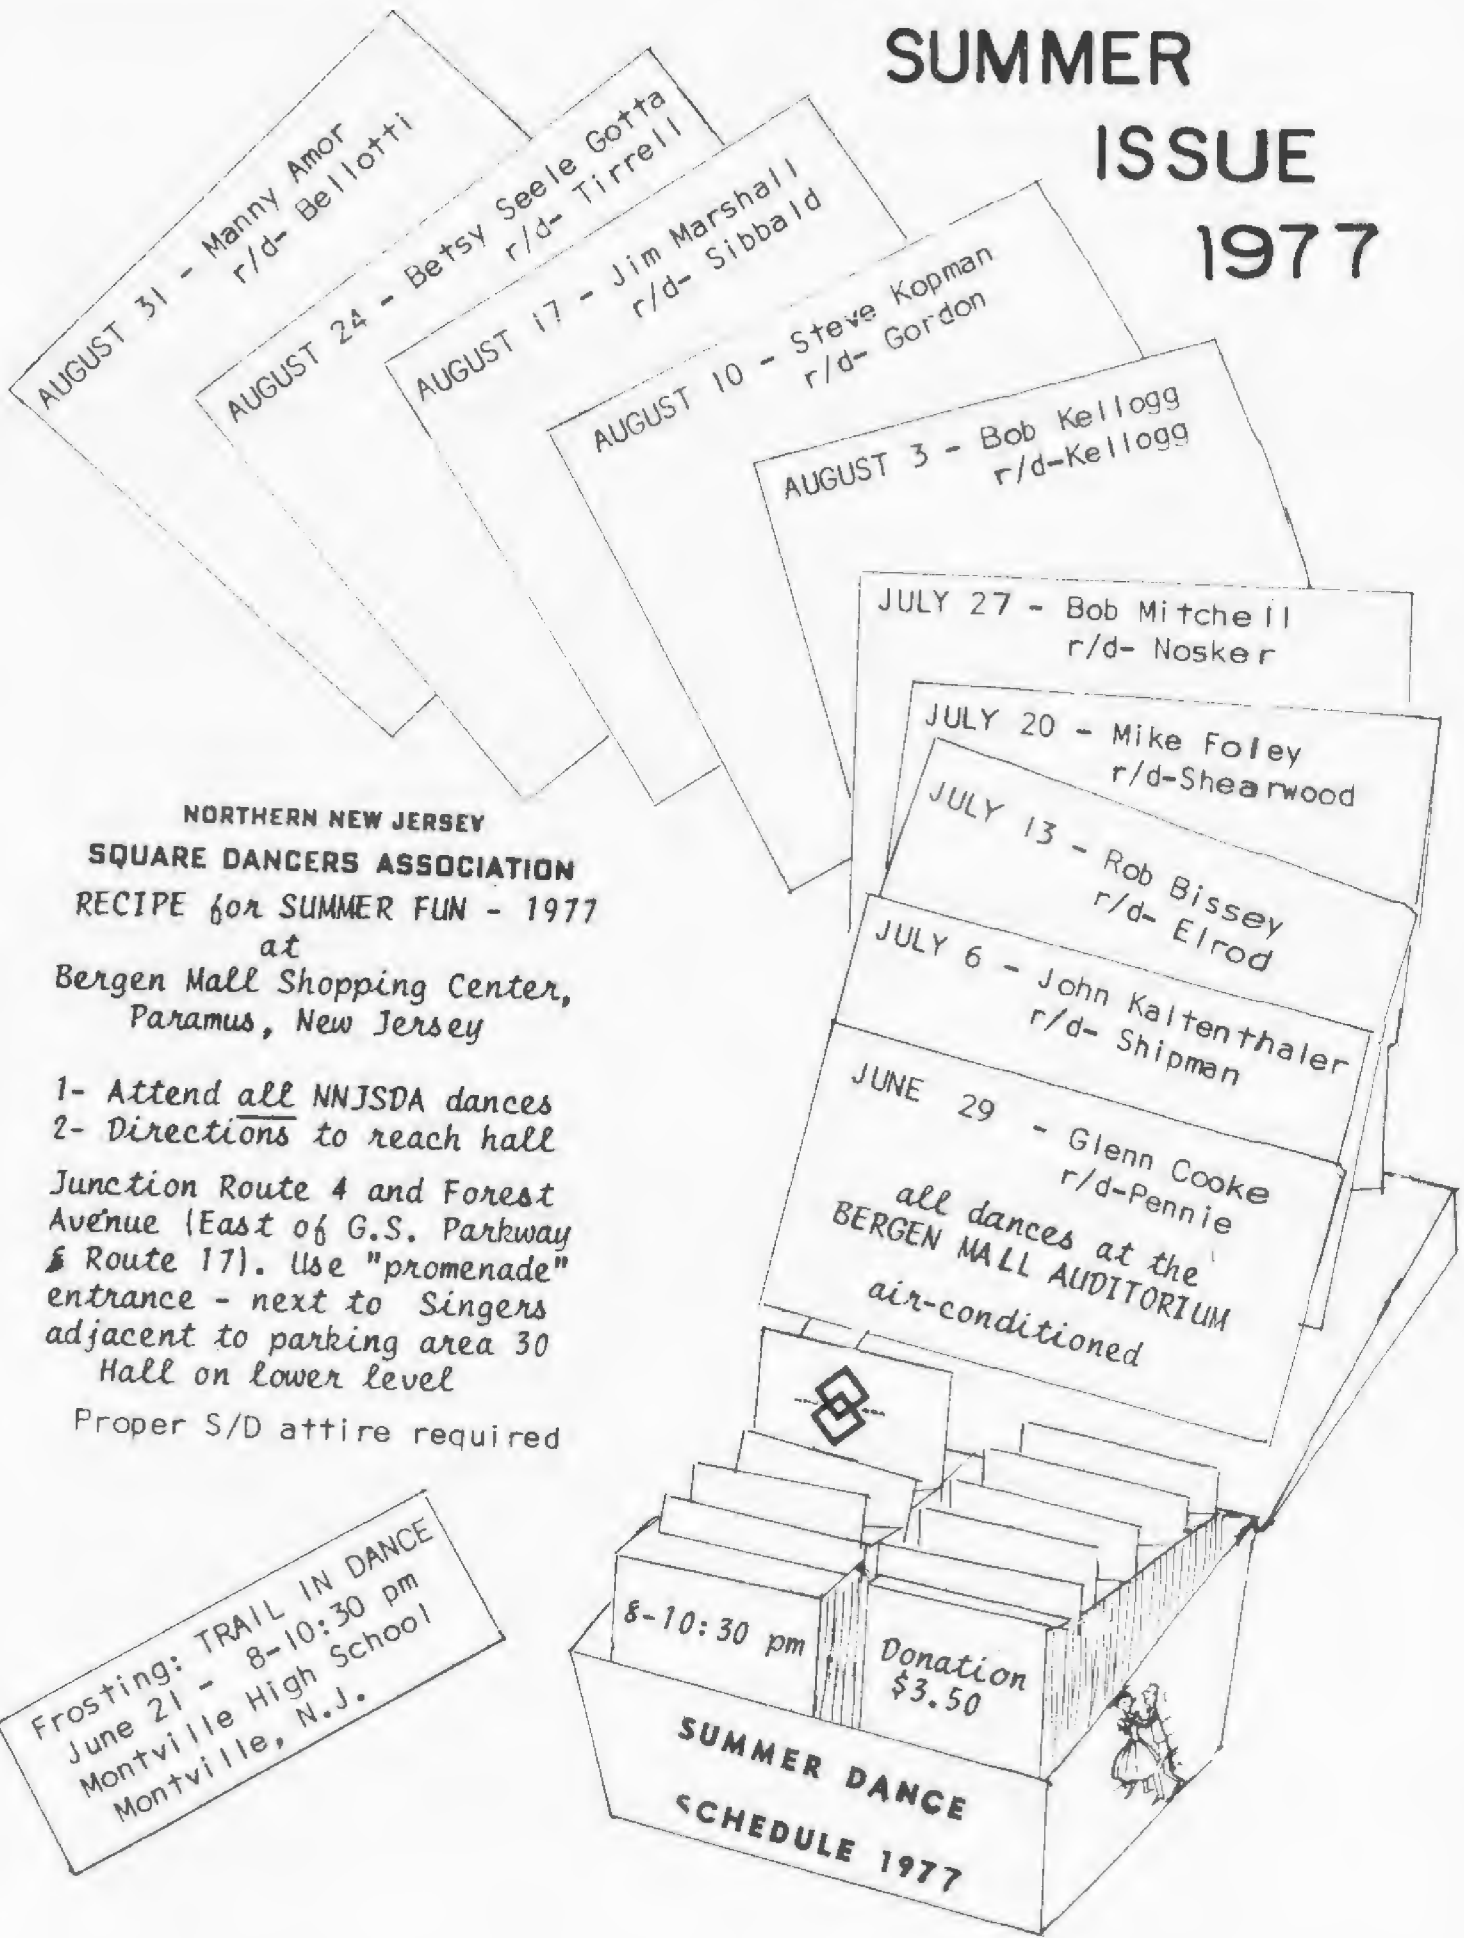 SUMMER
ISSUE
1977
AUGUST 31 - Manny Amor
r/d- Bellotti
AUGUST 24 - Betsy Seele Gotta
r/d- Tirrell
AUGUST 17 - Jim Marshall
r/d- Sibbald
AUGUST 10 - Steve Kopman
r/d- Gordon
AUGUST 3 - Bob Kellogg
r/d-Kellogg
JULY 27 - Bob Mitchell
r/d- Nosker
JULY 20 - Mike Foley
r/d-Shearwood
JULY 13 - Rob Bissey
r/d- Elrod
JULY 6 - John Kaltenthaler
r/d- Shipman
JUNE 29 - Glenn Cooke
r/d-Pennie
all dances at the
BERGEN MALL AUDITORIUM
air-conditioned
NORTHERN NEW JERSEY
SQUARE DANCERS ASSOCIATION
RECIPE for SUMMER FUN - 1977
at
Bergen Mall Shopping Center,
Paramus, New Jersey
1- Attend all NNJSDA dances
2- Directions to reach hall
Junction Route 4 and Forest
Avenue (East of G.S. Parkway
& Route 17). Use "promenade"
entrance - next to Singers
adjacent to parking area 30
Hall on lower level
Proper S/D attire required
Frosting: TRAIL IN DANCE
June 21 - 8-10:30 pm
Montville High School
Montville, N.J.
8-10:30 pm
Donation
$3.50
SUMMER DANCE
SCHEDULE 1977